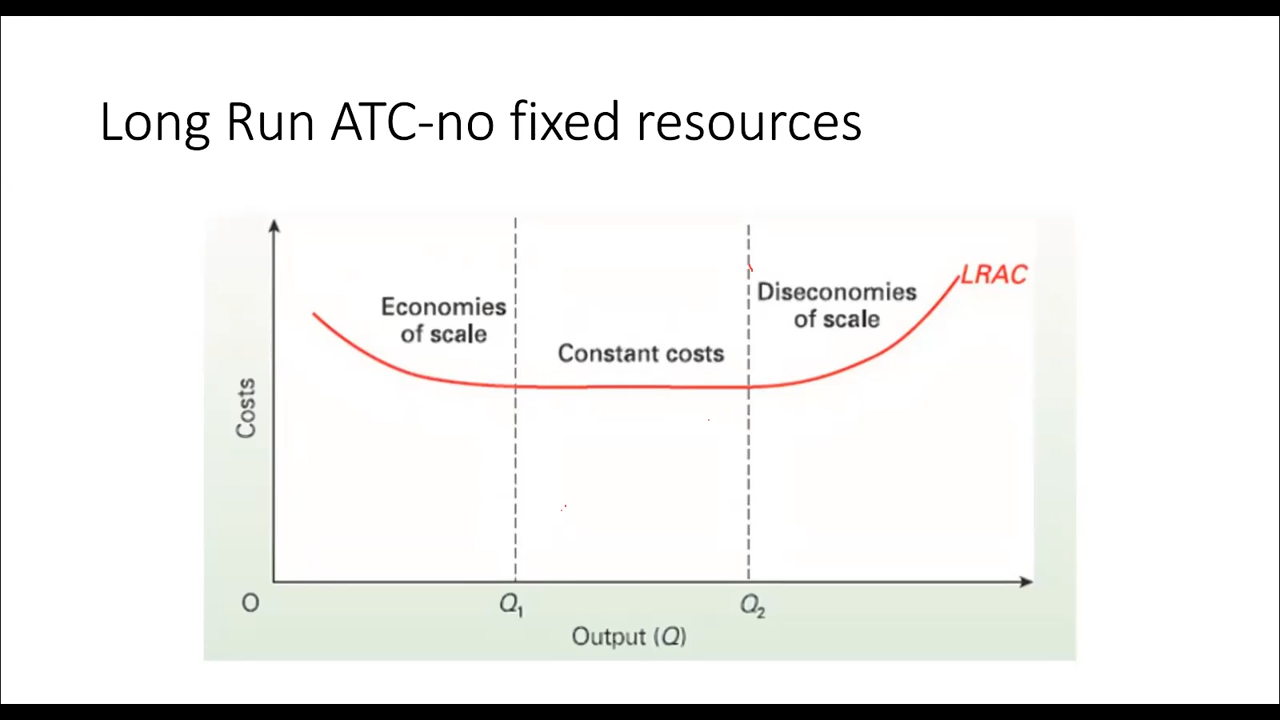 Long Run ATC-no fixed resources
LRAC
Diseconomies
of scale
Economies
of scale
Constant costs
Costs
O
Q₁
Q₂
Output (Q)